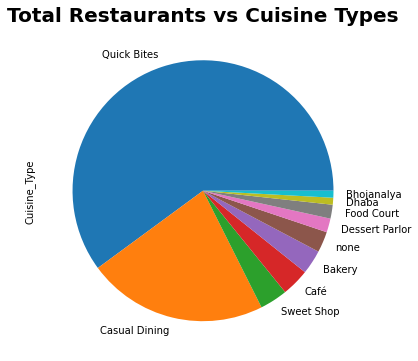 Total Restaurants vs Cuisine Types
Quick Bites
Cuisine_Type
Bhojanalya
Dhaba
Food Court
Dessert Parlor
none
Bakery
Café
Sweet Shop
Casual Dining